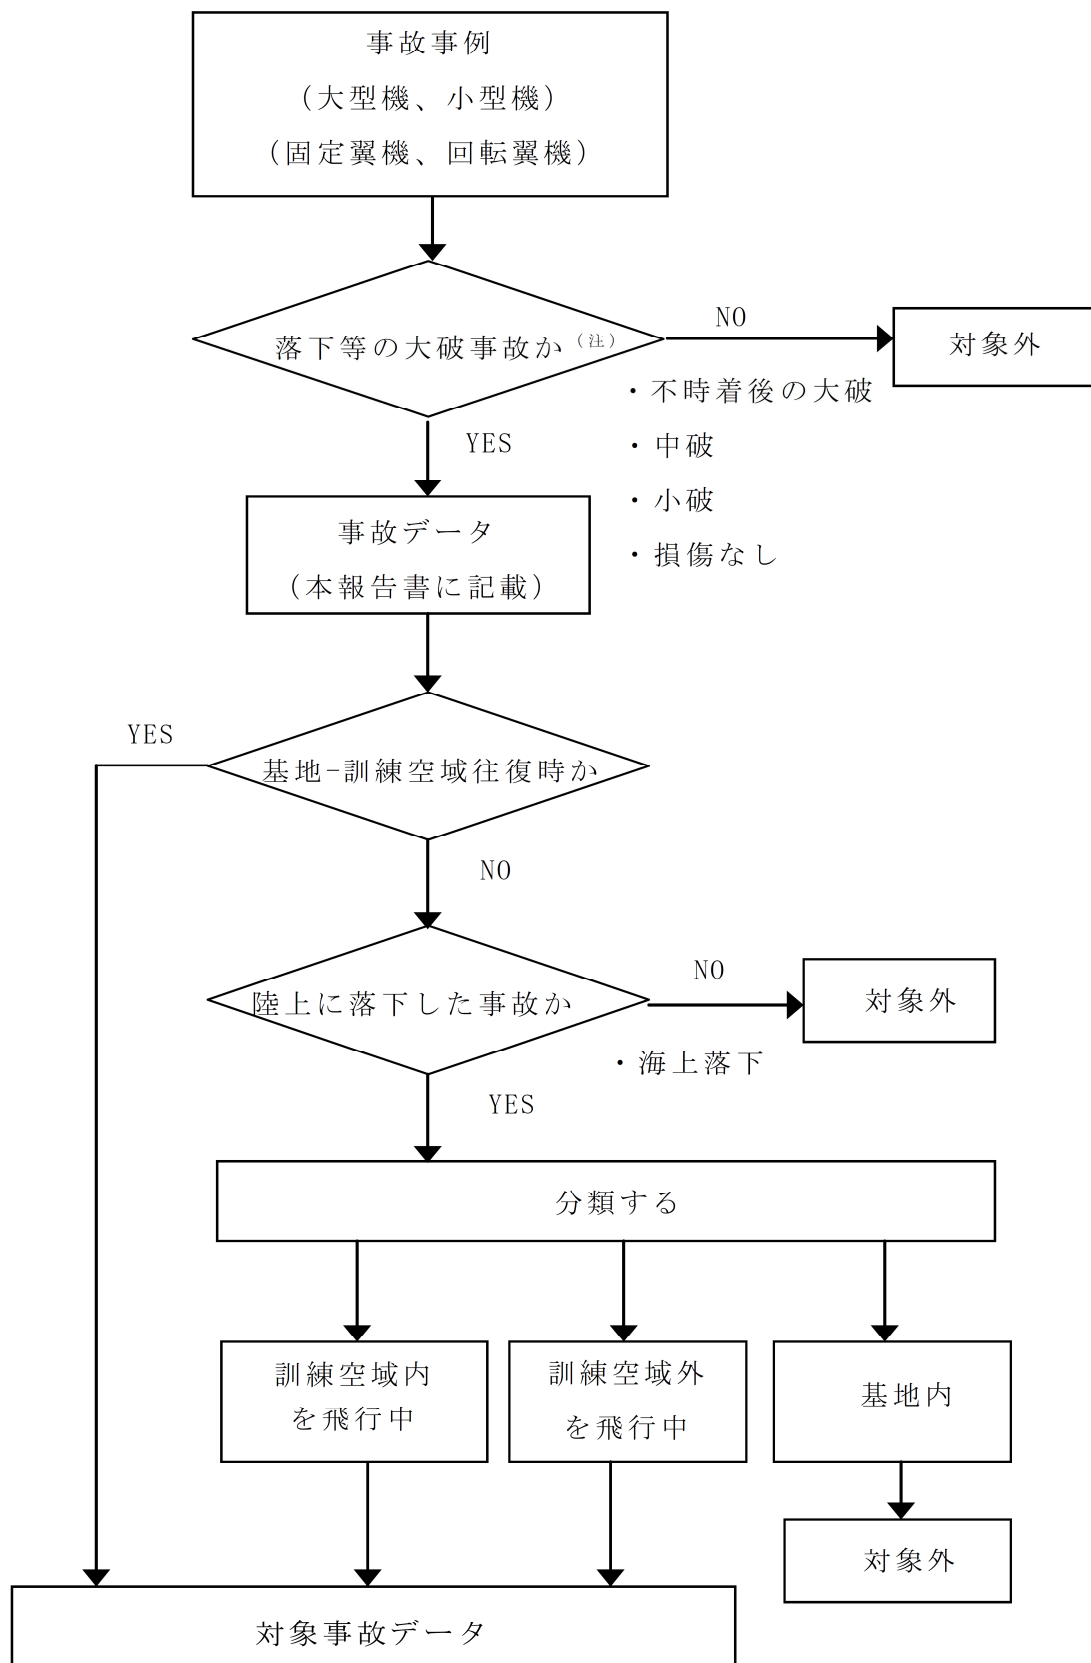 事故事例
（大型機、小型機）
（固定翼機、回転翼機）
落下等の大破事故か（注）
NO
対象外
・不時着後の大破
・中破
・小破
・損傷なし
YES
事故データ
（本報告書に記載）
YES
基地−訓練空域往復時か
NO
陸上に落下した事故か
NO
対象外
・海上落下
YES
分類する
訓練空域内
を飛行中
訓練空域外
を飛行中
基地内
対象外
対象事故データ